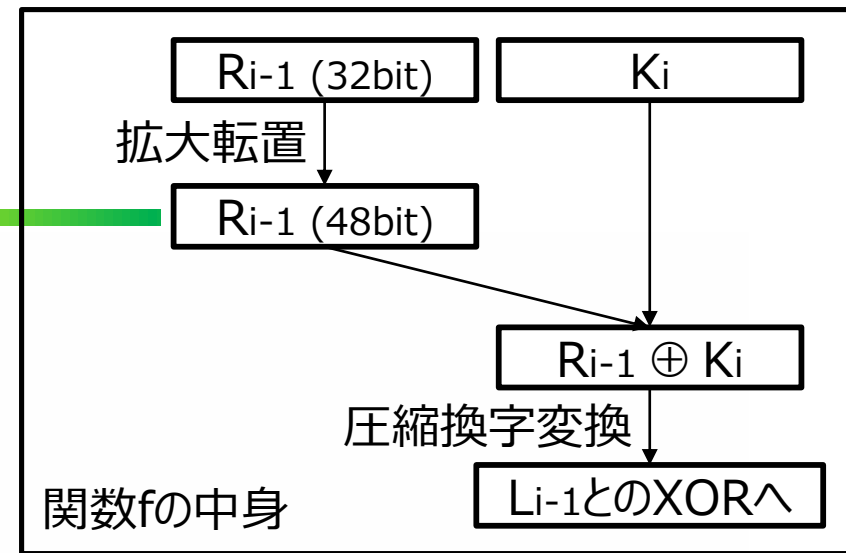 Ri-1 (32bit)
Ki
拡大転置
Ri-1 (48bit)
Ri-1 ⊕ Ki
圧縮換字変換
Li-1とのXORへ
関数fの中身